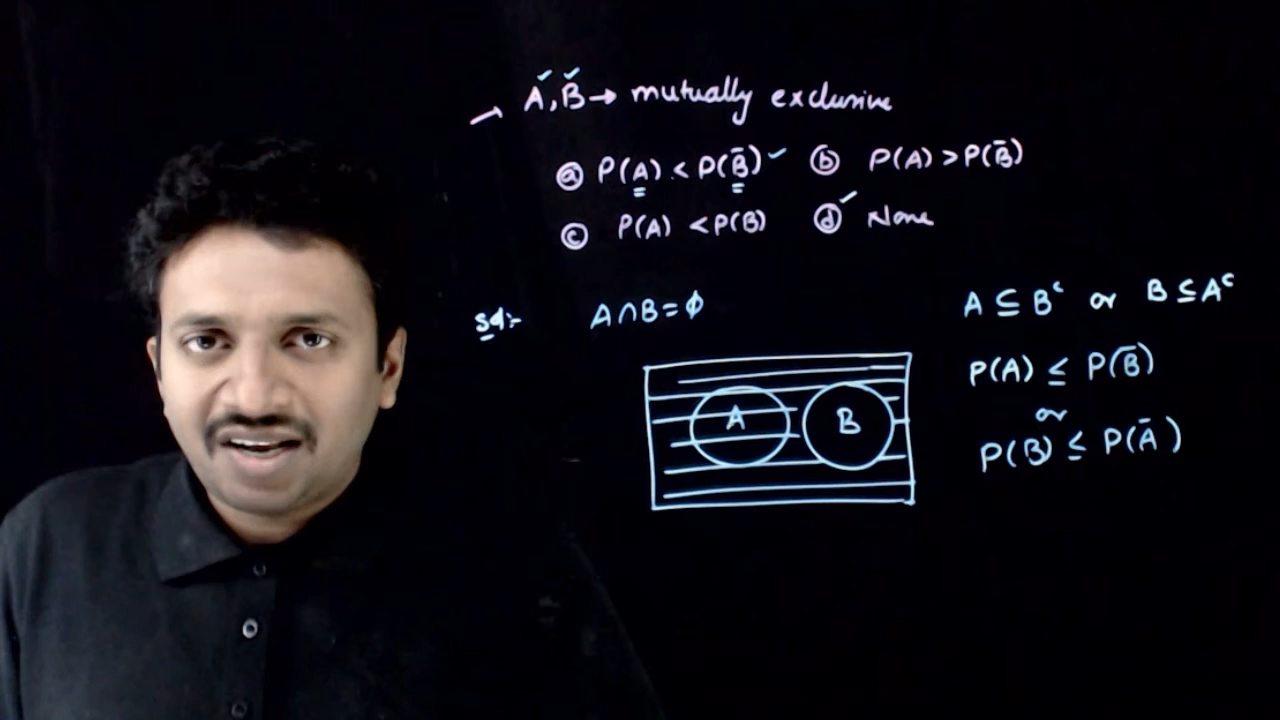 → A, B → mutually exclusive
ⓐ P(A) < P(B̄) ✓ ⓑ P(A) > P(B̄)
ⓒ P(A) < P(B) ⓓ ✓ None
Sol:- A∩B = ϕ
A ⊆ Bᶜ or B ⊆ Aᶜ
P(A) ≤ P(B̄)
or
P(B) ≤ P(Ā)
A B